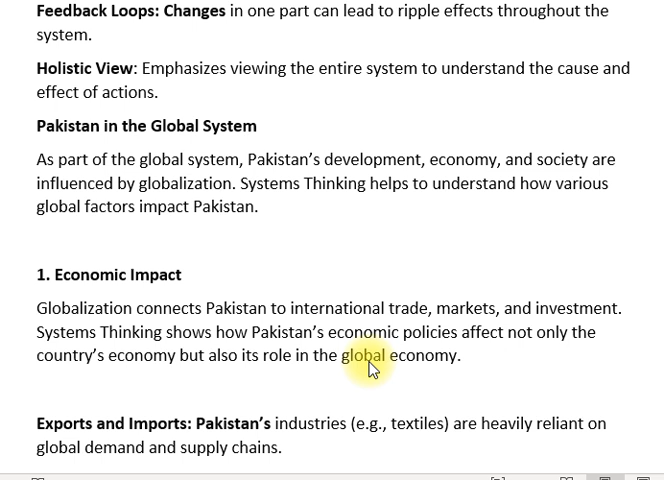 Feedback Loops: Changes in one part can lead to ripple effects throughout the
system.
Holistic View: Emphasizes viewing the entire system to understand the cause and
effect of actions.
Pakistan in the Global System
As part of the global system, Pakistan’s development, economy, and society are
influenced by globalization. Systems Thinking helps to understand how various
global factors impact Pakistan.
1. Economic Impact
Globalization connects Pakistan to international trade, markets, and investment.
Systems Thinking shows how Pakistan’s economic policies affect not only the
country’s economy but also its role in the global economy.
Exports and Imports: Pakistan’s industries (e.g., textiles) are heavily reliant on
global demand and supply chains.